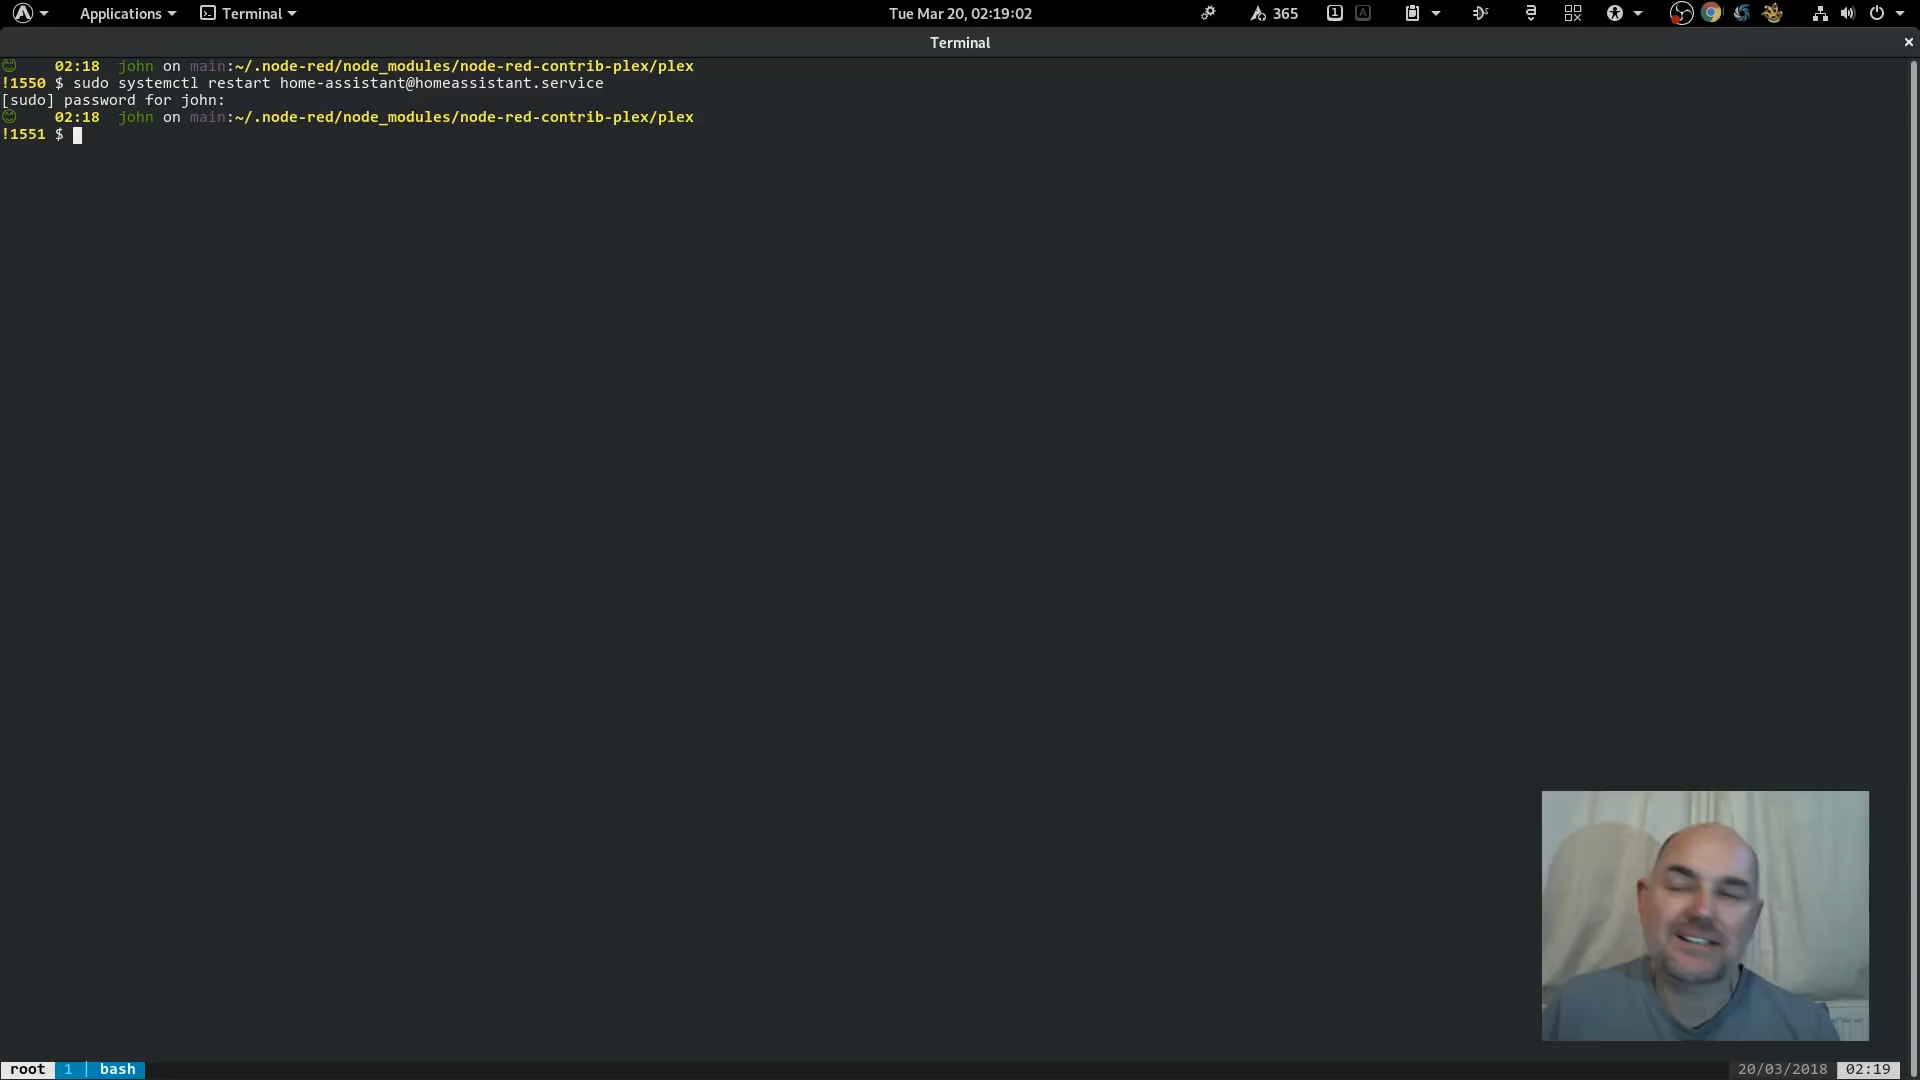 Applications
Terminal
Tue Mar 20, 02:19:02
365
1
A
Terminal
02:18 john on main:~/.node-red/node_modules/node-red-contrib-plex/plex
!1550 $ sudo systemctl restart home-assistant@homeassistant.service
[sudo] password for john:
02:18 john on main:~/.node-red/node_modules/node-red-contrib-plex/plex
!1551 $
root 1 | bash
20/03/2018 02:19